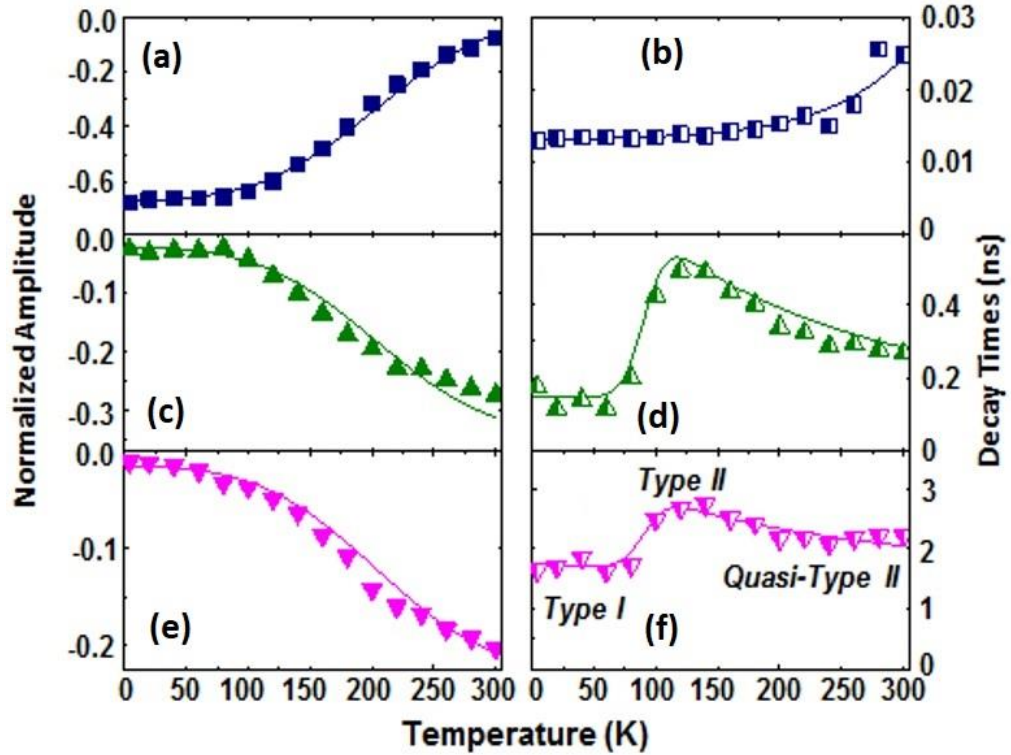 0.0
-0.2
-0.4
-0.6
(a)
(b)
0.03
0.02
0.01
0
0.0
-0.1
-0.2
-0.3
(c)
(d)
0.4
0.2
0
0.0
-0.1
-0.2
(e)
Type I
Type II
Quasi-Type II
(f)
3
2
1
0
0 50 100 150 200 250 300
0 50 100 150 200 250 300
Normalized Amplitude
Decay Times (ns)
Temperature (K)